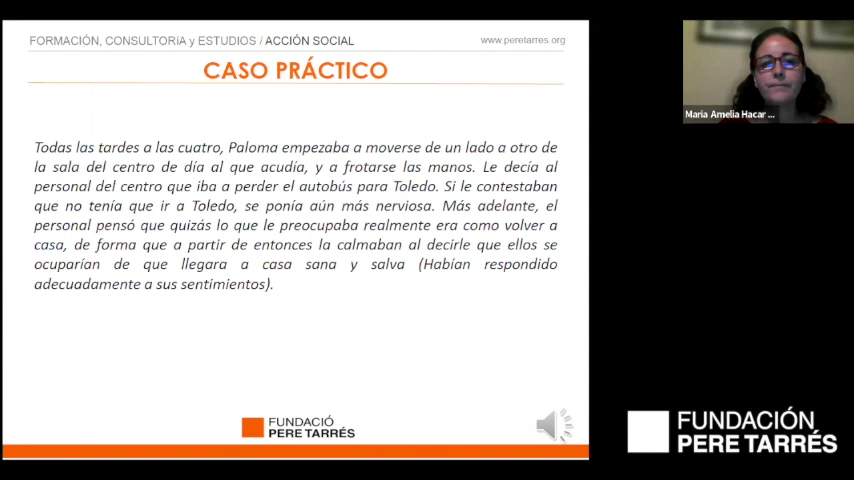 FORMACIÓN, CONSULTORíA y ESTUDIOS / ACCIÓN SOCIAL
www.peretarres.org
CASO PRÁCTICO
Todas las tardes a las cuatro, Paloma empezaba a moverse de un lado a otro de
la sala del centro de día al que acudía, y a frotarse las manos. Le decía al
personal del centro que iba a perder el autobús para Toledo. Si le contestaban
que no tenía que ir a Toledo, se ponía aún más nerviosa. Más adelante, el
personal pensó que quizás lo que le preocupaba realmente era como volver a
casa, de forma que a partir de entonces la calmaban al decirle que ellos se
ocuparían de que llegara a casa sana y salva (Habían respondido
adecuadamente a sus sentimientos).
FUNDACIÓ
PERE TARRÉS
Maria Amelia Hacar ...
FUNDACIÓN
PERE TARRÉS